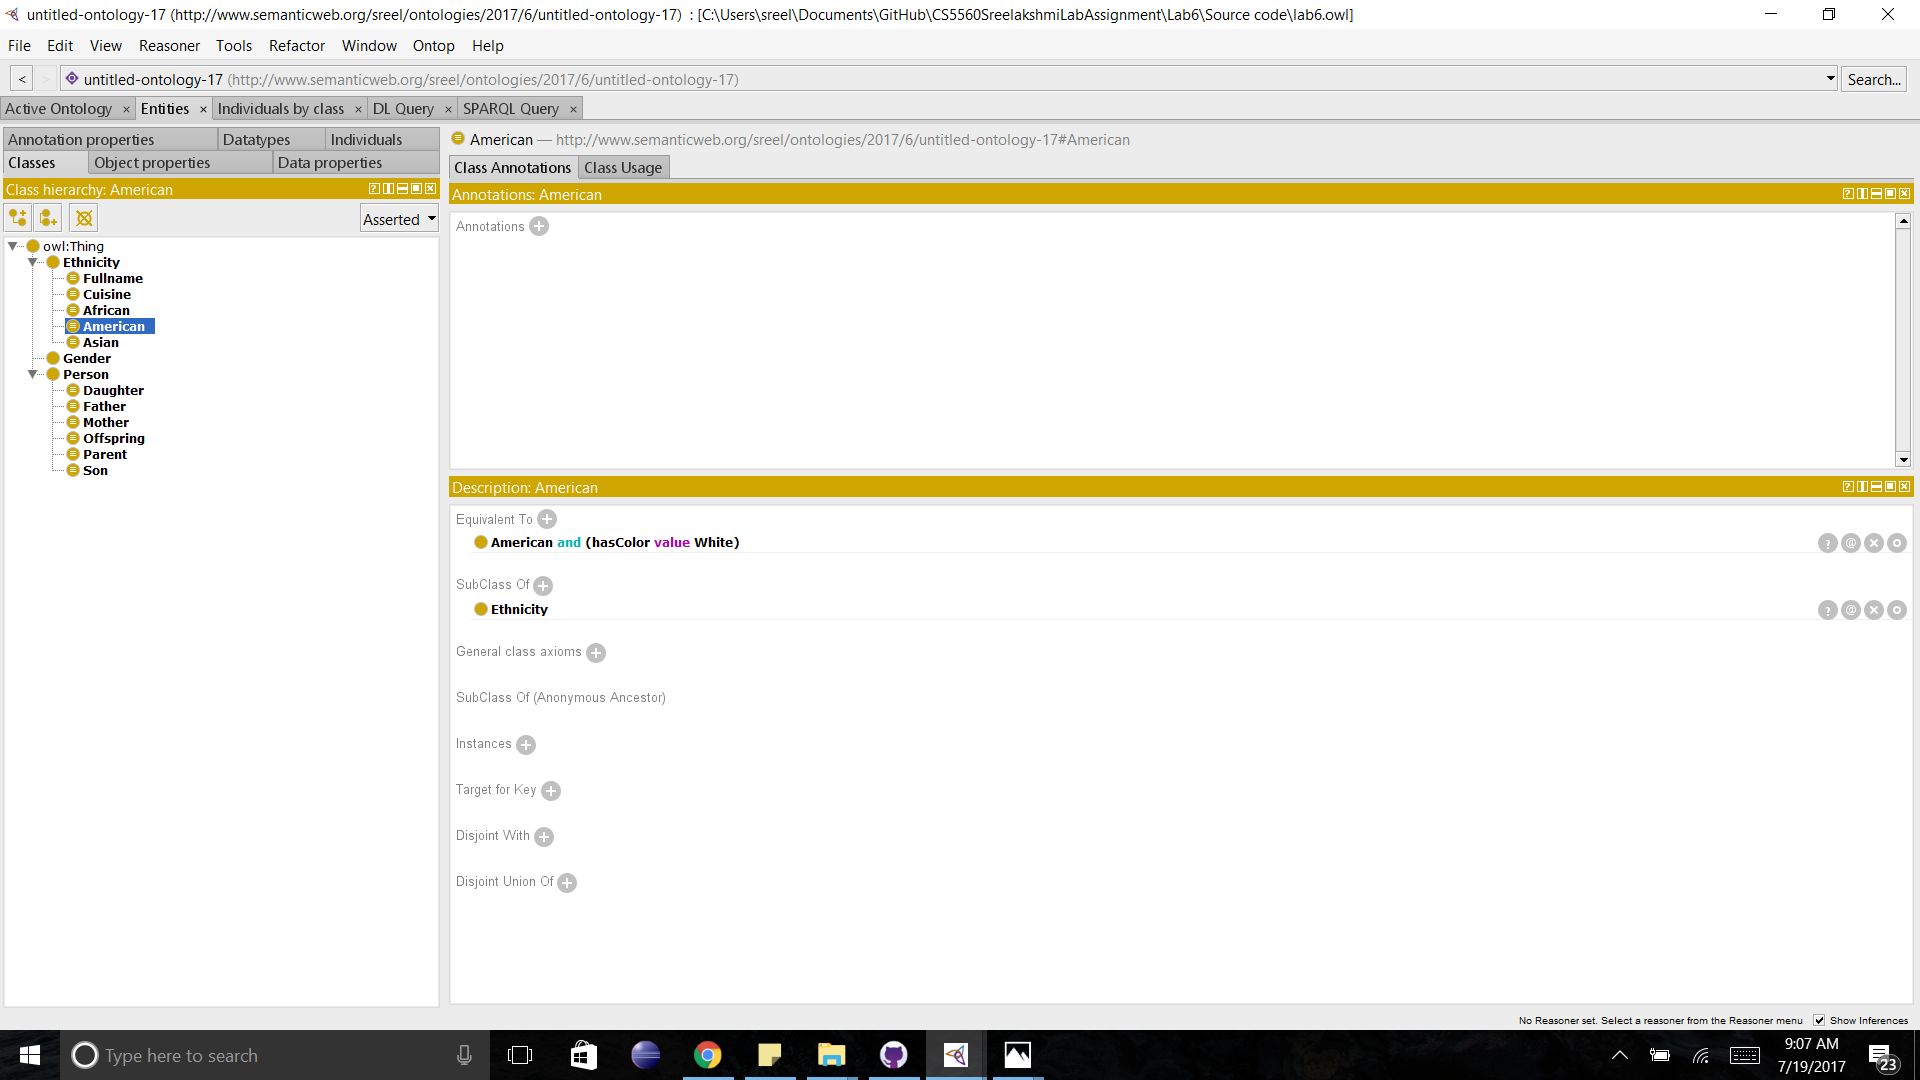 untitled-ontology-17 (http://www.semanticweb.org/sreel/ontologies/2017/6/untitled-ontology-17) : [C:\Users\sreel\Documents\GitHub\CS5560SreelakshmiLabAssignment\Lab6\Source code\lab6.owl]
File Edit View Reasoner Tools Refactor Window Ontop Help
< > untitled-ontology-17 (http://www.semanticweb.org/sreel/ontologies/2017/6/untitled-ontology-17) Search...
Active Ontology × Entities × Individuals by class × DL Query × SPARQL Query ×
Annotation properties Datatypes Individuals
Classes Object properties Data properties
Class hierarchy: American
Asserted
owl:Thing
Ethnicity
Fullname
Cuisine
African
American
Asian
Gender
Person
Daughter
Father
Mother
Offspring
Parent
Son
American — http://www.semanticweb.org/sreel/ontologies/2017/6/untitled-ontology-17#American
Class Annotations Class Usage
Annotations: American
Annotations
Description: American
Equivalent To
American and (hasColor value White)
SubClass Of
Ethnicity
General class axioms
SubClass Of (Anonymous Ancestor)
Instances
Target for Key
Disjoint With
Disjoint Union Of
No Reasoner set. Select a reasoner from the Reasoner menu Show Inferences
Type here to search
9:07 AM
7/19/2017
23